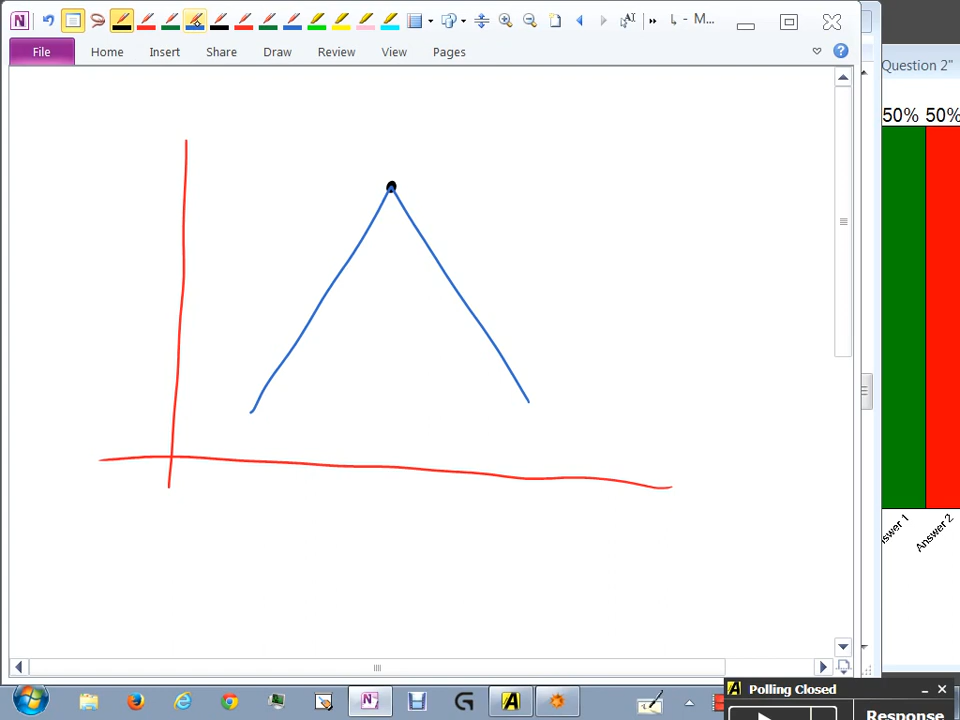 M...
File
Home
Insert
Share
Draw
Review
View
Pages
Question 2"
50% 50%
Answer 2
Polling Closed
Response